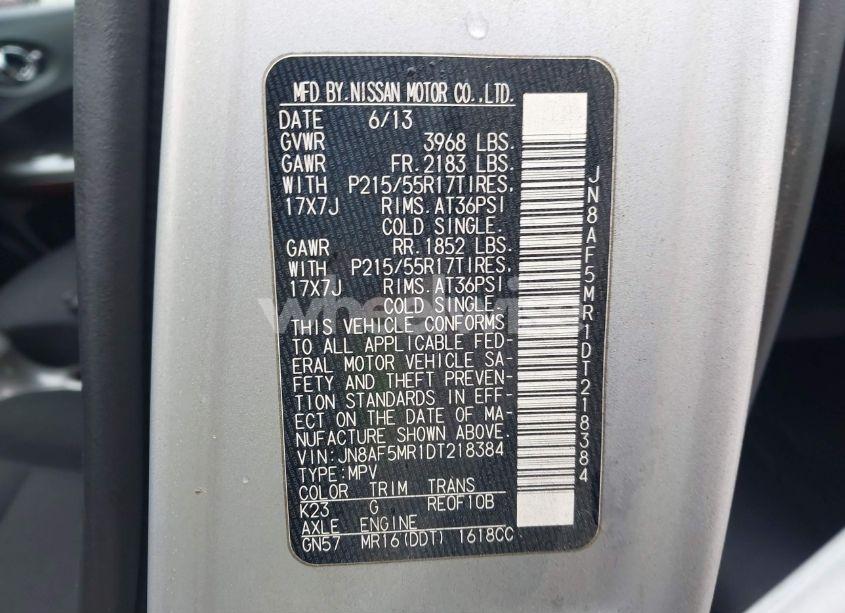 MFD BY.NISSAN MOTOR CO.,LTD.
DATE 6/13
GVWR 3968 LBS.
GAWR FR.2183 LBS.
WITH P215/55R17TIRES,
17X7J RIMS.AT36PSI
COLD SINGLE.
GAWR RR.1852 LBS.
WITH P215/55R17TIRES,
17X7J RIMS.AT36PSI
COLD SINGLE.
THIS VEHICLE CONFORMS
TO ALL APPLICABLE FED-
ERAL MOTOR VEHICLE SA-
FETY AND THEFT PREVEN-
TION STANDARDS IN EFF-
ECT ON THE DATE OF MA-
NUFACTURE SHOWN ABOVE.
VIN:JN8AF5MR1DT218384
TYPE:MPV
COLOR TRIM TRANS
K23 G RE0F10B
AXLE ENGINE
GN57 MR16(DDT) 1618CC
JN8AF5MR1DT218384